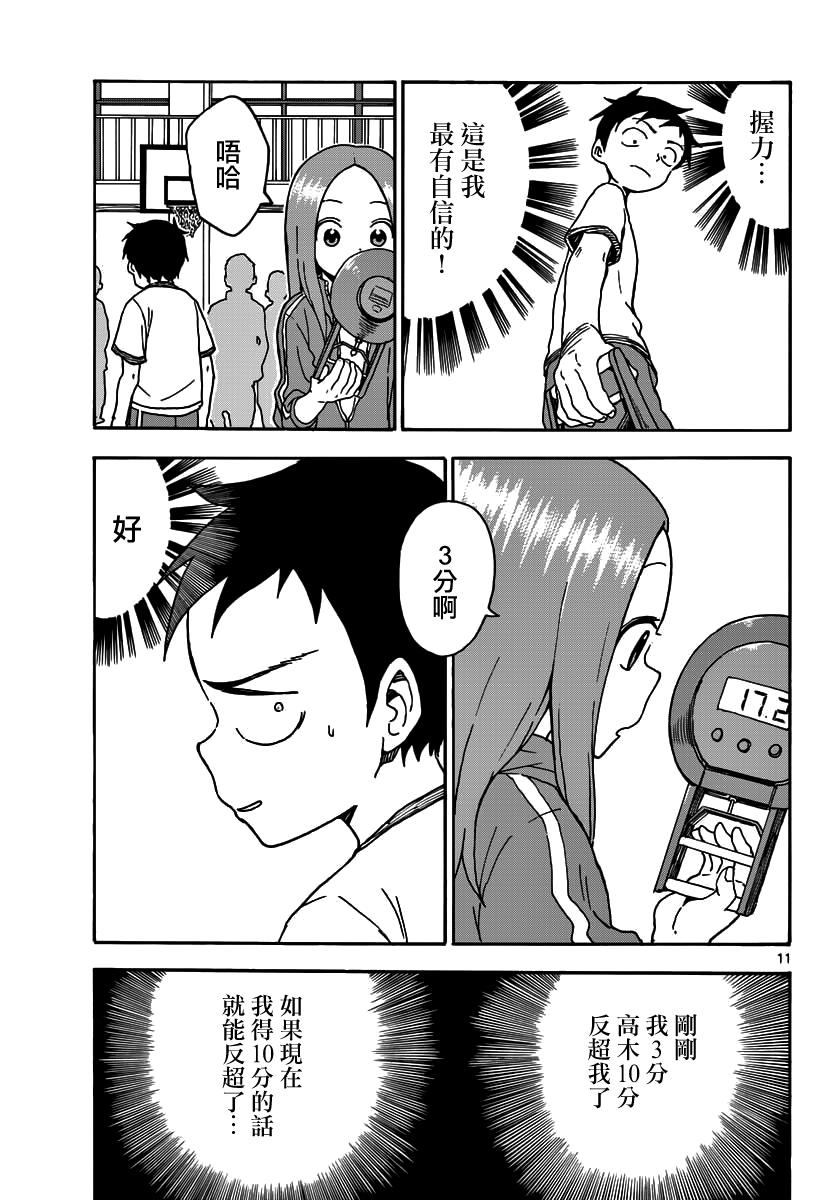 握力…
這是我
最有自信的！
唔哈
17.2
3分啊
好
11
剛剛
我3分
高木10分
反超我了
如果現在
我得10分的話
就能反超了…